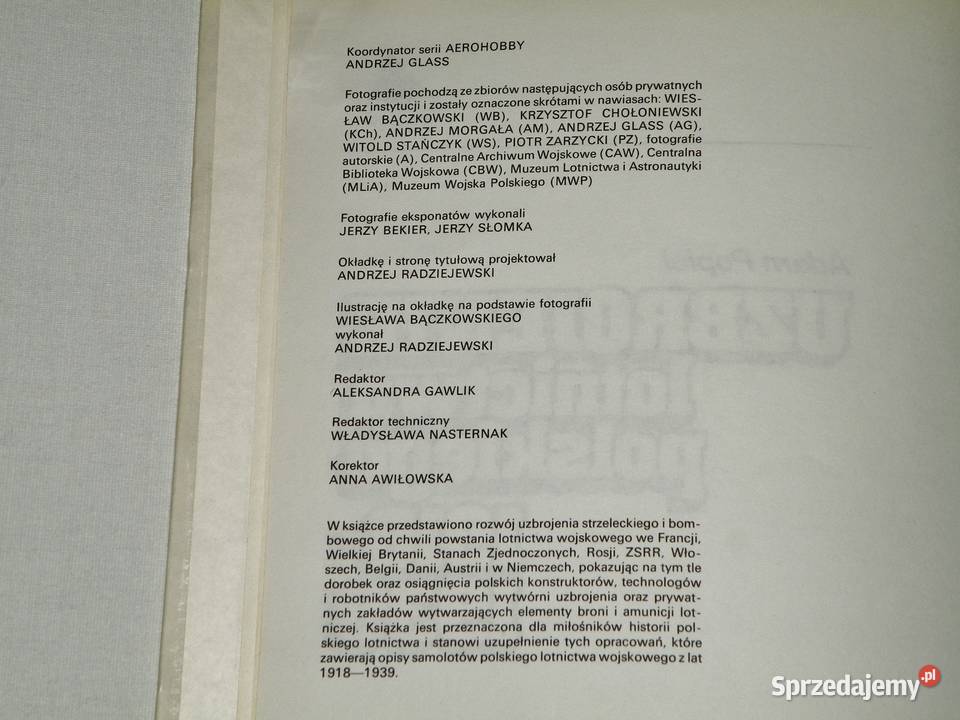 Koordynator serii AEROHOBBY
ANDRZEJ GLASS
Fotografie pochodzą ze zbiorów następujących osób prywatnych
oraz instytucji i zostały oznaczone skrótami w nawiasach: WIES-
ŁAW BĄCZKOWSKI (WB), KRZYSZTOF CHOŁONIEWSKI
(KCh), ANDRZEJ MORGAŁA (AM), ANDRZEJ GLASS (AG),
WITOLD STAŃCZYK (WS), PIOTR ZARZYCKI (PZ), fotografie
autorskie (A), Centralne Archiwum Wojskowe (CAW), Centralna
Biblioteka Wojskowa (CBW), Muzeum Lotnictwa i Astronautyki
(MLiA), Muzeum Wojska Polskiego (MWP)
Fotografie eksponatów wykonali
JERZY BEKIER, JERZY SŁOMKA
Okładkę i stronę tytułową projektował
ANDRZEJ RADZIEJEWSKI
Ilustrację na okładkę na podstawie fotografii
WIESŁAWA BĄCZKOWSKIEGO
wykonał
ANDRZEJ RADZIEJEWSKI
Redaktor
ALEKSANDRA GAWLIK
Redaktor techniczny
WŁADYSŁAWA NASTERNAK
Korektor
ANNA AWIŁOWSKA
W książce przedstawiono rozwój uzbrojenia strzeleckiego i bom-
bowego od chwili powstania lotnictwa wojskowego we Francji,
Wielkiej Brytanii, Stanach Zjednoczonych, Rosji, ZSRR, Wło-
szech, Belgii, Danii, Austrii i w Niemczech, pokazując na tym tle
dorobek oraz osiągnięcia polskich konstruktorów, technologów
i robotników państwowych wytwórni uzbrojenia oraz prywat-
nych zakładów wytwarzających elementy broni i amunicji lot-
niczej. Książka jest przeznaczona dla miłośników historii pol-
skiego lotnictwa i stanowi uzupełnienie tych opracowań, które
zawierają opisy samolotów polskiego lotnictwa wojskowego z lat
1918—1939.
Sprzedajemy.pl